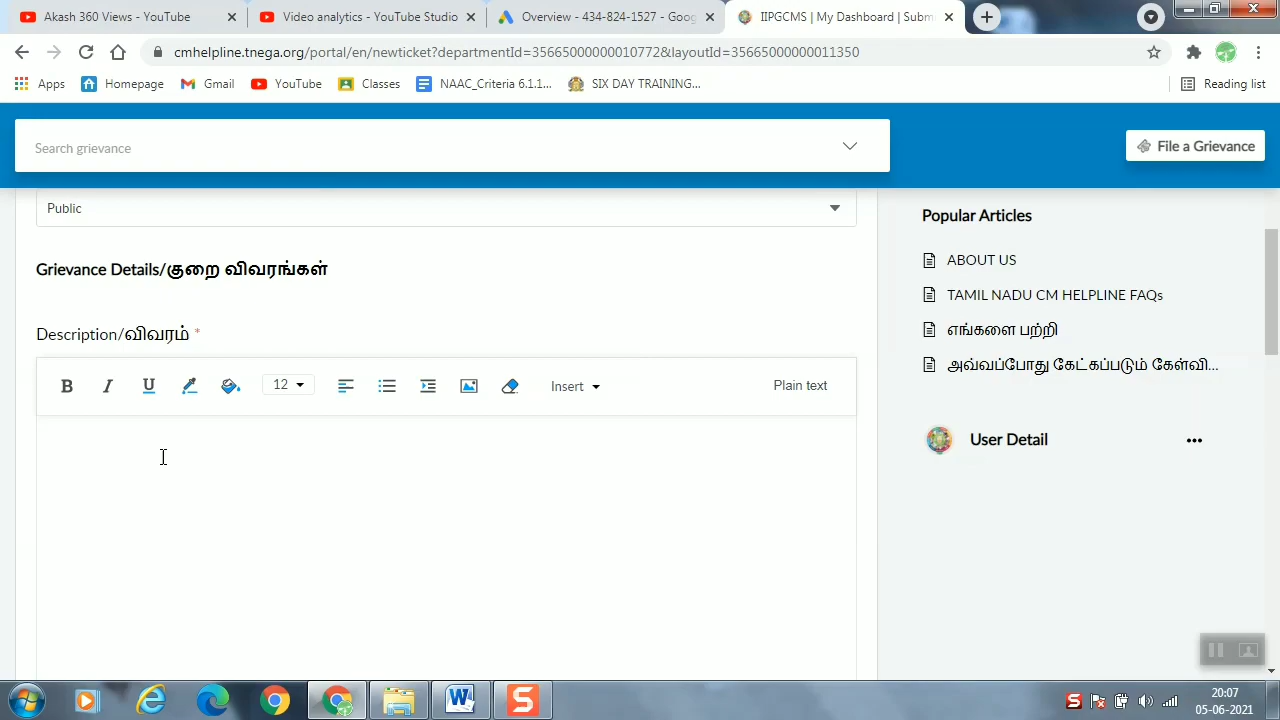 Akash 360 Views - YouTube
Video analytics - YouTube Studio
Overview - 434-824-1527 - Goog
IIPGCMS | My Dashboard | Subm
cmhelpline.tnega.org/portal/en/newticket?departmentId=35665000000010772&layoutId=35665000000011350
Apps
Homepage
Gmail
YouTube
Classes
NAAC_Criteria 6.1.1...
SIX DAY TRAINING...
Reading list
Search grievance
File a Grievance
Public
Grievance Details/குறை விவரங்கள்
Description/விவரம் *
B I U 12 Insert Plain text
Popular Articles
ABOUT US
TAMIL NADU CM HELPLINE FAQs
எங்களை பற்றி
அவ்வப்போது கேட்கப்படும் கேள்வி...
User Detail
20:07
05-06-2021